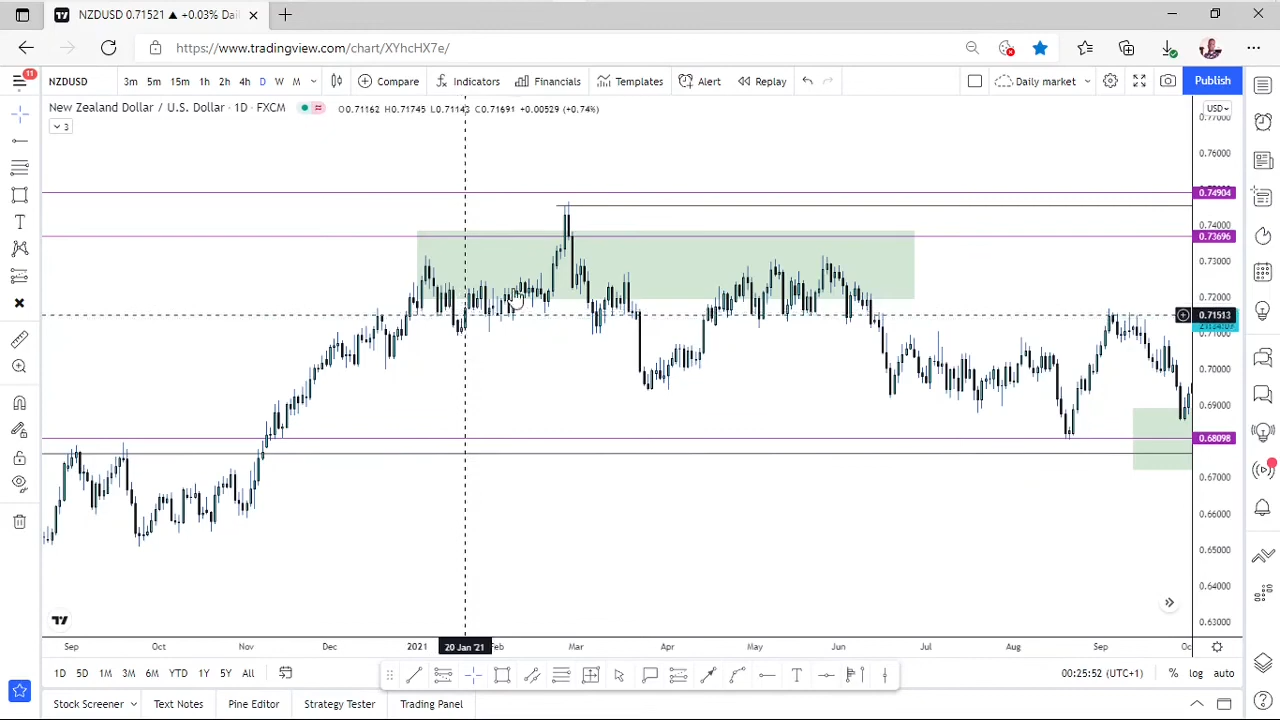 NZDUSD 0.71521 ▲ +0.03% Dail
https://www.tradingview.com/chart/XYhcHX7e/
11
NZDUSD 3m 5m 15m 1h 2h 4h D W M Compare Indicators Financials Templates Alert Replay Daily market Publish
New Zealand Dollar / U.S. Dollar · 1D · FXCM O0.71162 H0.71745 L0.71143 C0.71691 +0.00529 (+0.74%)
USD
3
0.77000
0.76000
0.74904
0.74000
0.73696
0.73000
0.72000
0.71513
0.71000
0.70000
0.69000
0.68098
0.67000
0.66000
0.65000
0.64000
0.63000
Sep Oct Nov Dec 2021 20 Jan '21 Feb Mar Apr May Jun Jul Aug Sep Oc
1D 5D 1M 3M 6M YTD 1Y 5Y All 00:25:52 (UTC+1) % log auto
Stock Screener Text Notes Pine Editor Strategy Tester Trading Panel